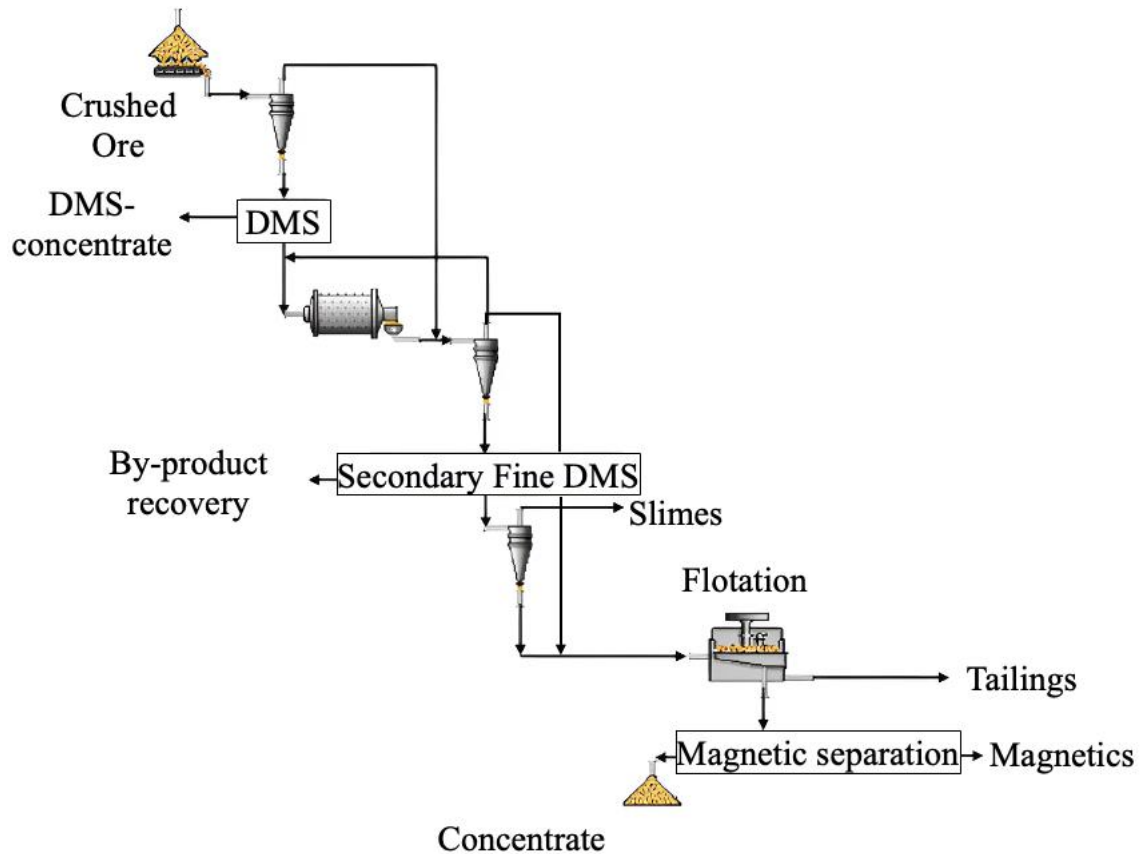 Crushed
Ore
DMS-
concentrate
DMS
By-product
recovery
Secondary Fine DMS
Slimes
Flotation
Tailings
Magnetic separation
Magnetics
Concentrate